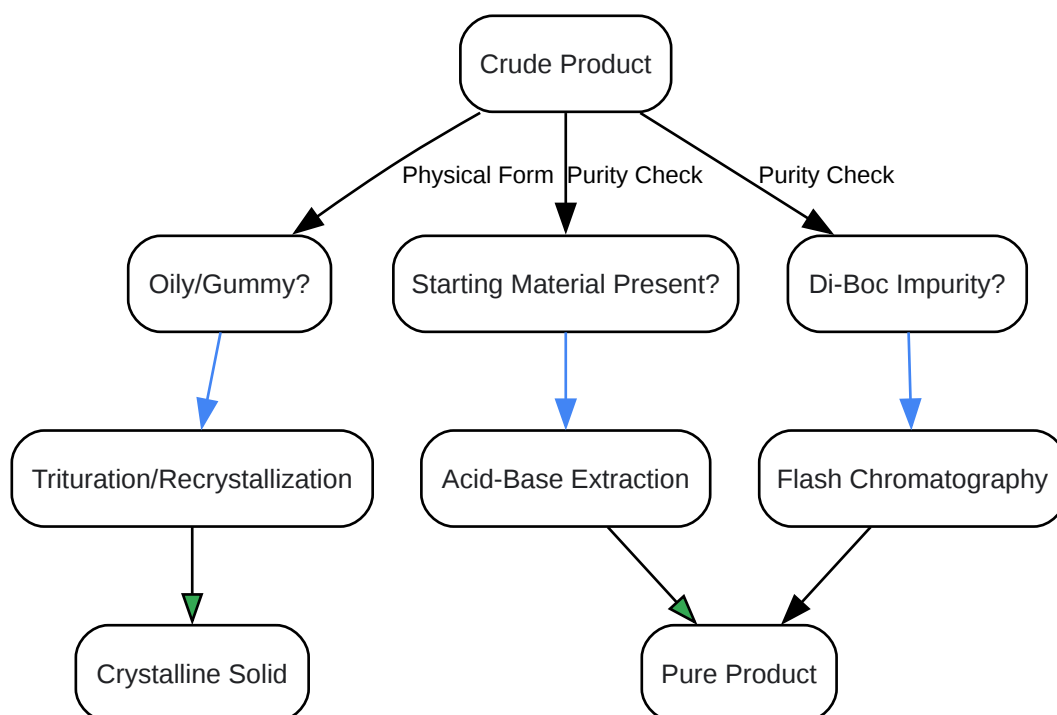 Crude Product
Physical Form
Purity Check
Purity Check
Oily/Gummy?
Starting Material Present?
Di-Boc Impurity?
Trituration/Recrystallization
Acid-Base Extraction
Flash Chromatography
Crystalline Solid
Pure Product